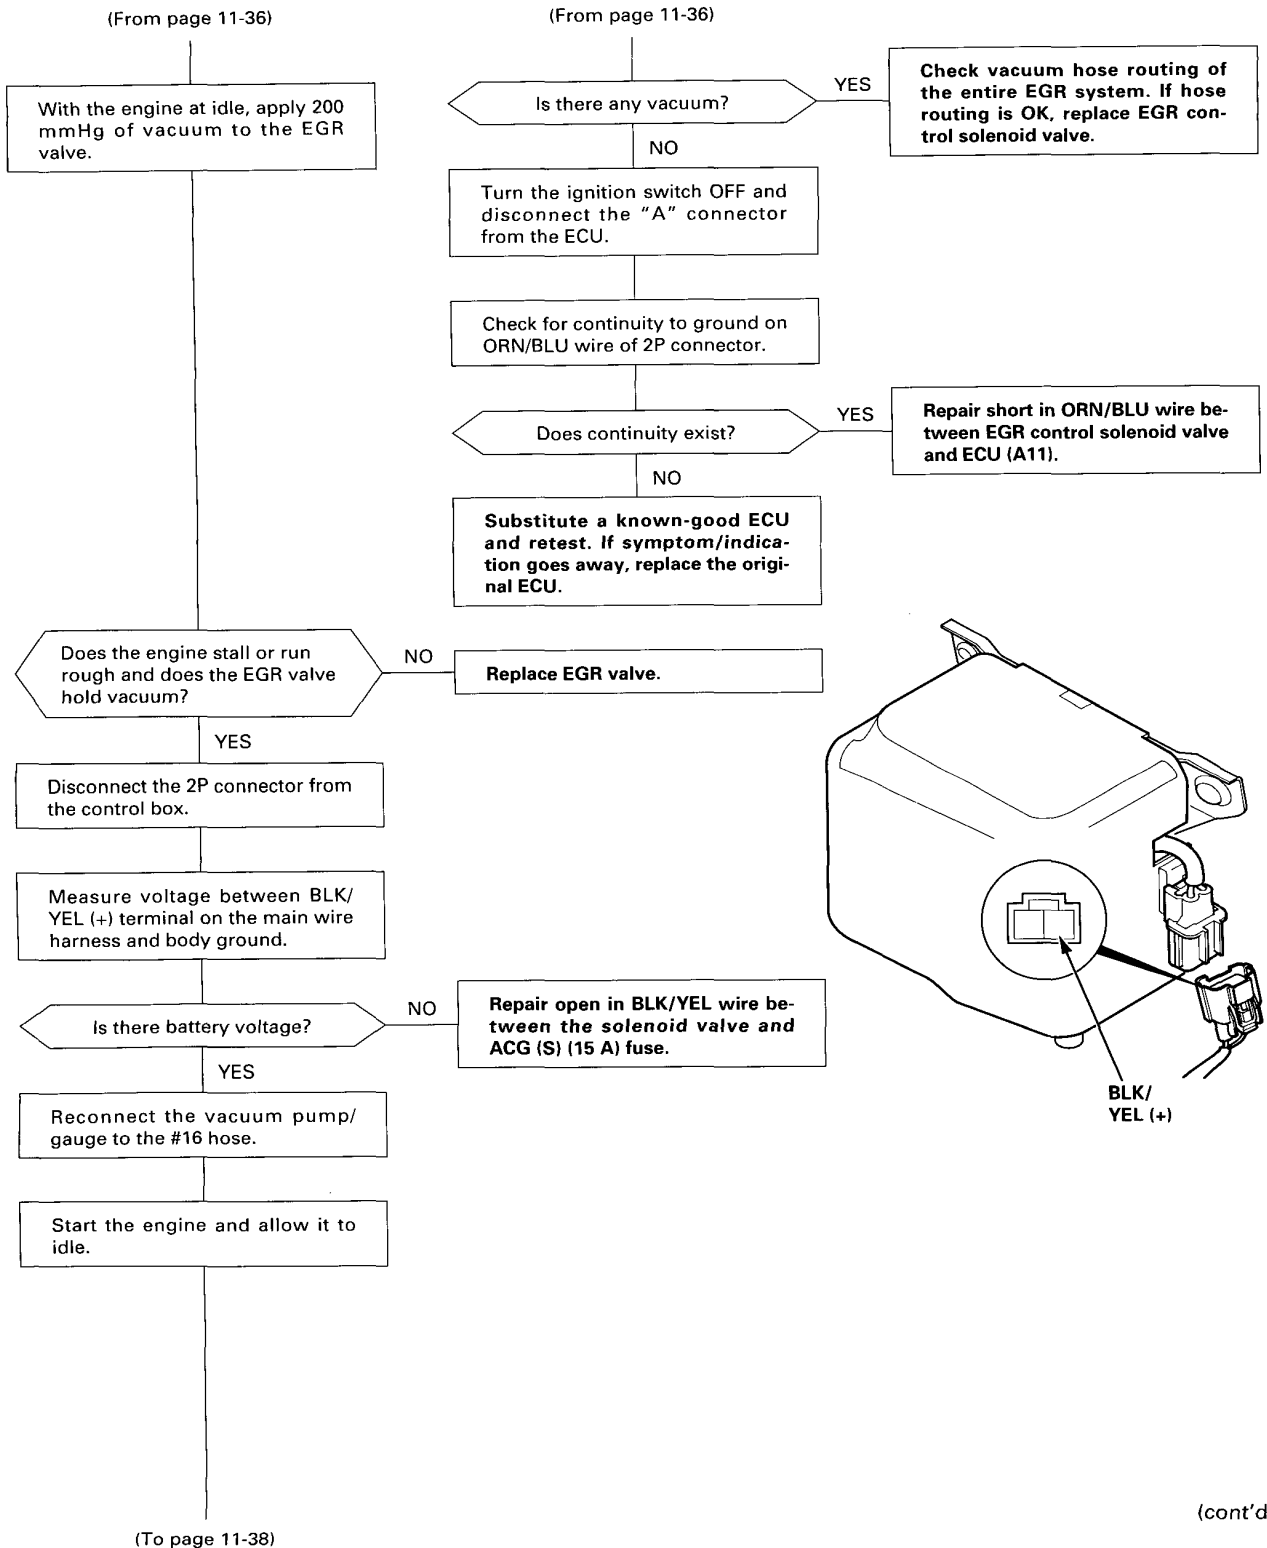 (From page 11-36)
With the engine at idle, apply 200
mmHg of vacuum to the EGR
valve.
(From page 11-36)
Is there any vacuum?
YES
Check vacuum hose routing of
the entire EGR system. If hose
routing is OK, replace EGR con-
trol solenoid valve.
NO
Turn the ignition switch OFF and
disconnect the "A" connector
from the ECU.
Check for continuity to ground on
ORN/BLU wire of 2P connector.
Does continuity exist?
YES
Repair short in ORN/BLU wire be-
tween EGR control solenoid valve
and ECU (A11).
NO
Substitute a known-good ECU
and retest. If symptom/indica-
tion goes away, replace the origi-
nal ECU.
Does the engine stall or run
rough and does the EGR valve
hold vacuum?
NO
Replace EGR valve.
YES
Disconnect the 2P connector from
the control box.
Measure voltage between BLK/
YEL (+) terminal on the main wire
harness and body ground.
Is there battery voltage?
NO
Repair open in BLK/YEL wire be-
tween the solenoid valve and
ACG (S) (15 A) fuse.
YES
Reconnect the vacuum pump/
gauge to the #16 hose.
Start the engine and allow it to
idle.
BLK/
YEL (+)
(cont'd
(To page 11-38)